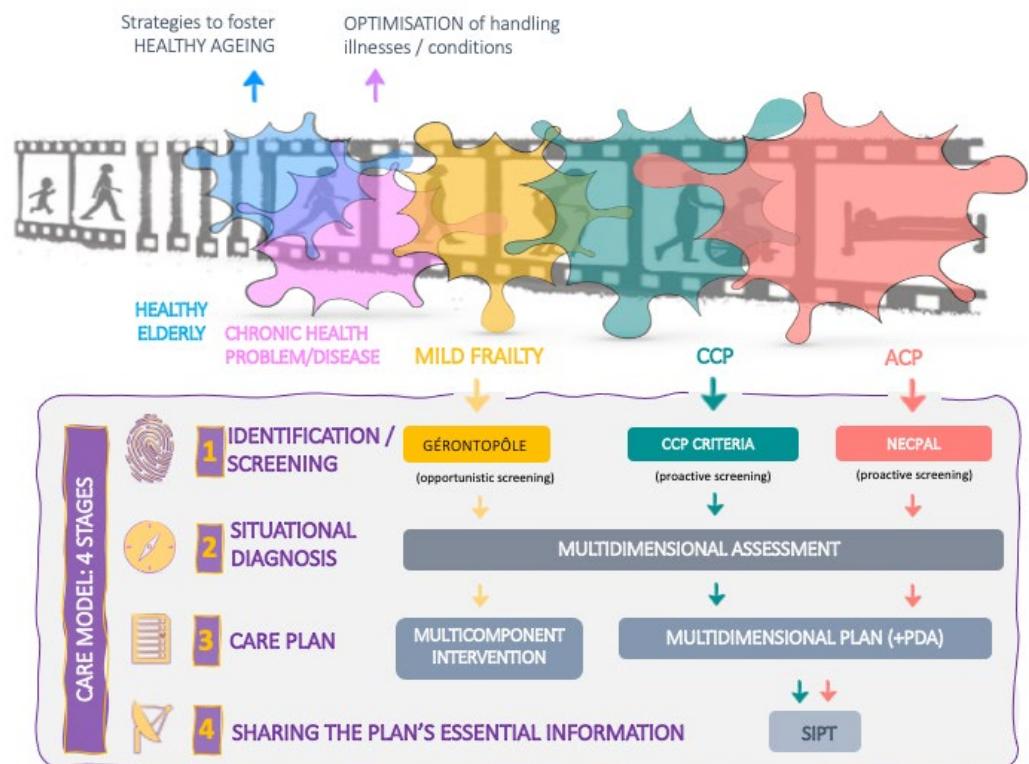 Strategies to foster
HEALTHY AGEING
OPTIMISATION of handling
illnesses / conditions
HEALTHY
ELDERLY
CHRONIC HEALTH
PROBLEM/DISEASE
MILD FRAILTY
CCP
ACP
CARE MODEL: 4 STAGES
1
IDENTIFICATION /
SCREENING
GÉRONTOPÔLE
(opportunistic screening)
CCP CRITERIA
(proactive screening)
NECPAL
(proactive screening)
2
SITUATIONAL
DIAGNOSIS
MULTIDIMENSIONAL ASSESSMENT
3
CARE PLAN
MULTICOMPONENT
INTERVENTION
MULTIDIMENSIONAL PLAN (+PDA)
4
SHARING THE PLAN'S ESSENTIAL INFORMATION
SIPT